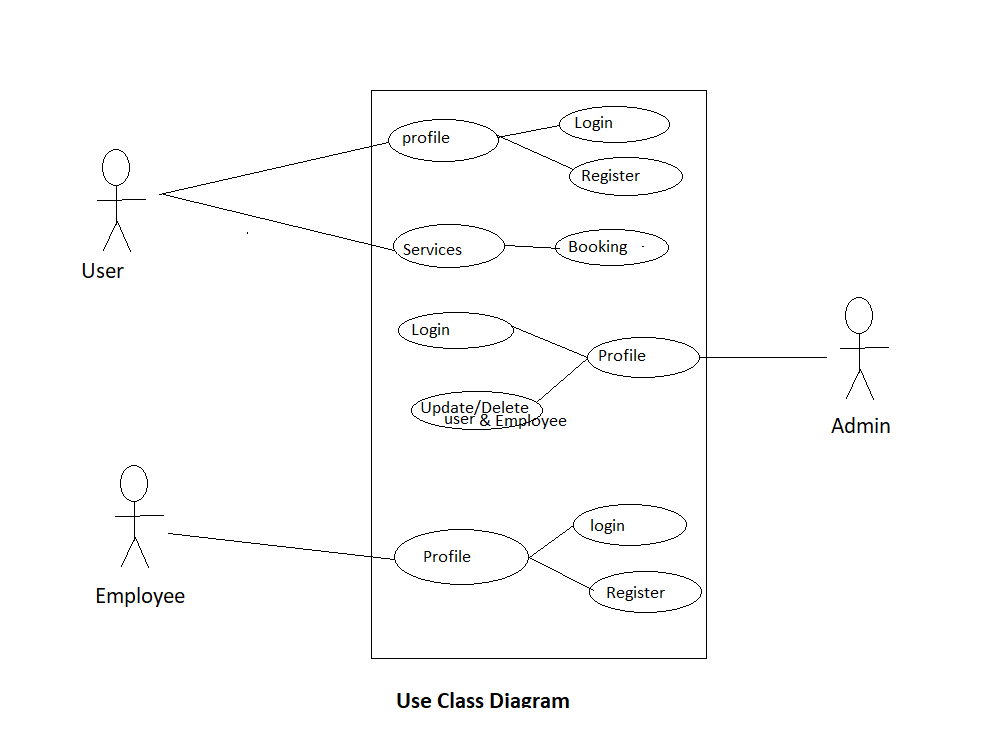 profile
Login
Register
User
Services
Booking
Login
Profile
Update/Delete
user & Employee
Admin
Employee
Profile
login
Register
Use Class Diagram